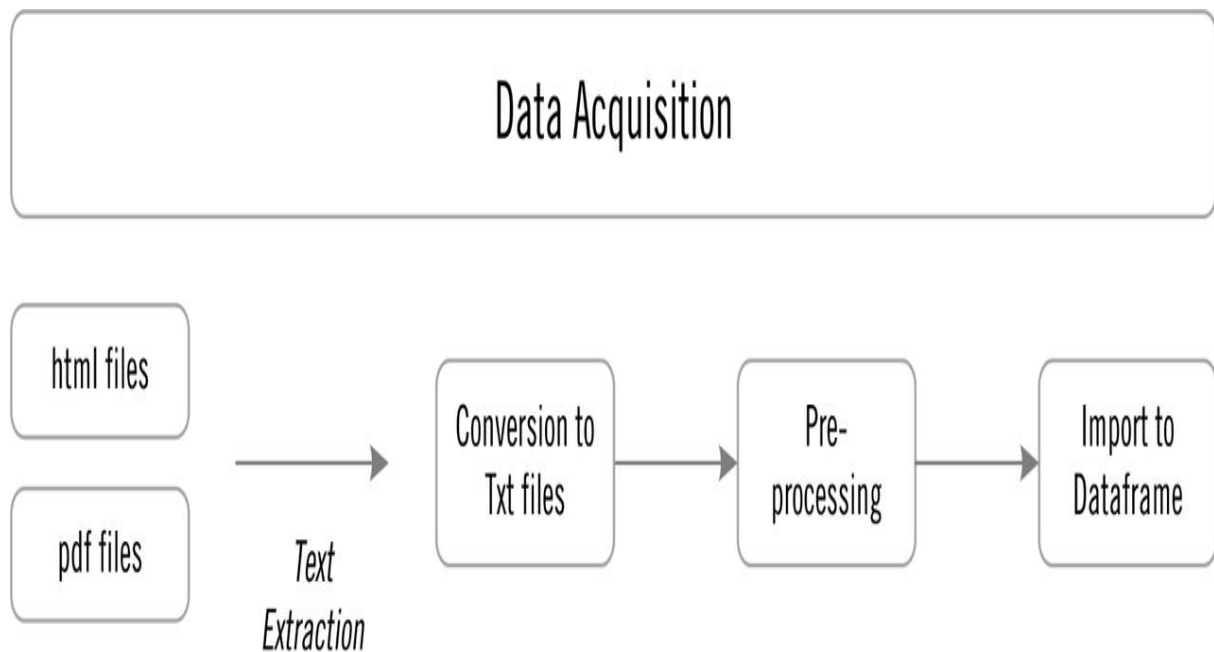 Data Acquisition
html files
pdf files
Text
Extraction
Conversion to
Txt files
Pre-
processing
Import to
Dataframe